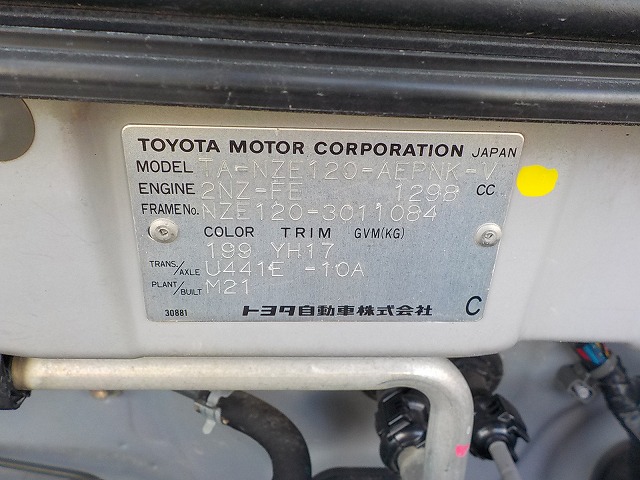 TOYOTA MOTOR CORPORATION JAPAN
MODEL TA-NZE120-AEPNK-V
ENGINE 2NZ-FE 1298 CC
FRAME No. NZE120-3011084
COLOR TRIM GVM(KG)
199 YH17
TRANS./AXLE U441E -10A
PLANT/BUILT M21
30881 トヨタ自動車株式会社 C